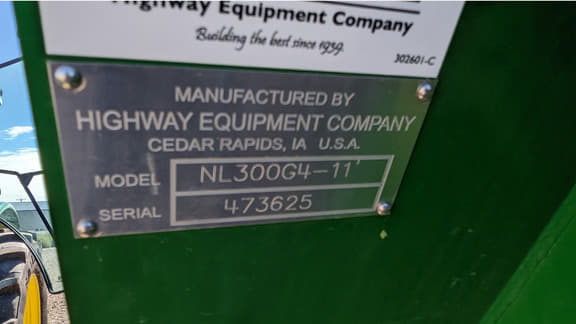 Highway Equipment Company
Building the best since 1939.
302601-C
MANUFACTURED BY
HIGHWAY EQUIPMENT COMPANY
CEDAR RAPIDS, IA U.S.A.
MODEL NL300G4-11'
SERIAL 473625